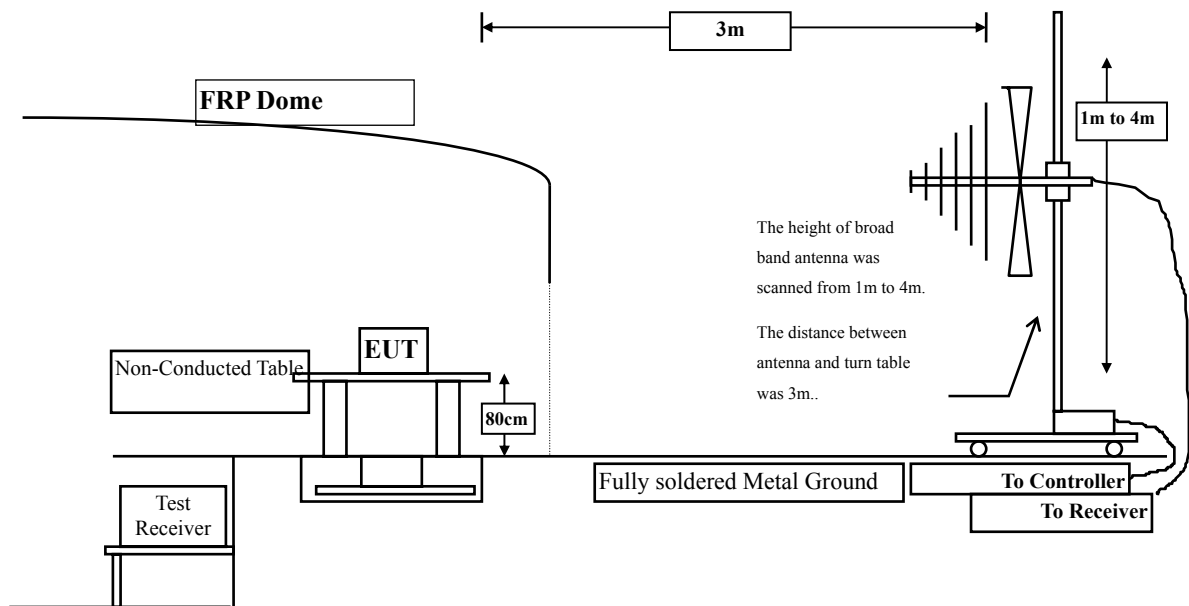 3m
FRP Dome
1m to 4m
The height of broad
band antenna was
scanned from 1m to 4m.
The distance between
antenna and turn table
was 3m..
EUT
Non-Conducted Table
80cm
Fully soldered Metal Ground
To Controller
To Receiver
Test
Receiver